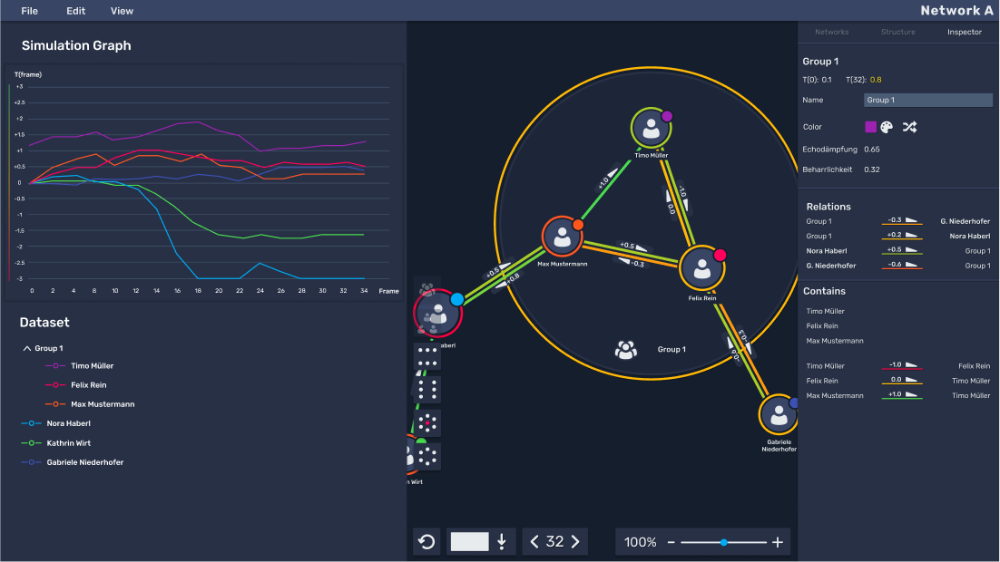 File Edit View Network A
Simulation Graph
T(frame)
+3
+2.5
+2
+1.5
+1
+0.5
0
-0.5
-1
-1.5
-2
-2.5
-3
0 2 4 6 8 10 12 14 16 18 20 22 24 26 28 30 32 34 Frame
Dataset
Group 1
Timo Müller
Felix Rein
Max Mustermann
Nora Haberl
Kathrin Wirt
Gabriele Niederhofer
Timo Müller
+1.0
-1.0
0.0
Max Mustermann
+0.5
-0.3
Felix Rein
+0.5
+0.8
aberl
Group 1
-0.3
-0.6
Gabriele
Niederhofer
n Wirt
32
100%
Networks Structure Inspector
Group 1
T(0): 0.1 T(32): 0.8
Name Group 1
Color
Echodämpfung 0.65
Beharrlichkeit 0.32
Relations
Group 1 -0.3 G. Niederhofer
Group 1 +0.2 Nora Haberl
Nora Haberl +0.5 Group 1
G. Niederhofer -0.6 Group 1
Contains
Timo Müller
Felix Rein
Max Mustermann
Timo Müller -1.0 Felix Rein
Felix Rein 0.0 Timo Müller
Max Mustermann +1.0 Timo Müller